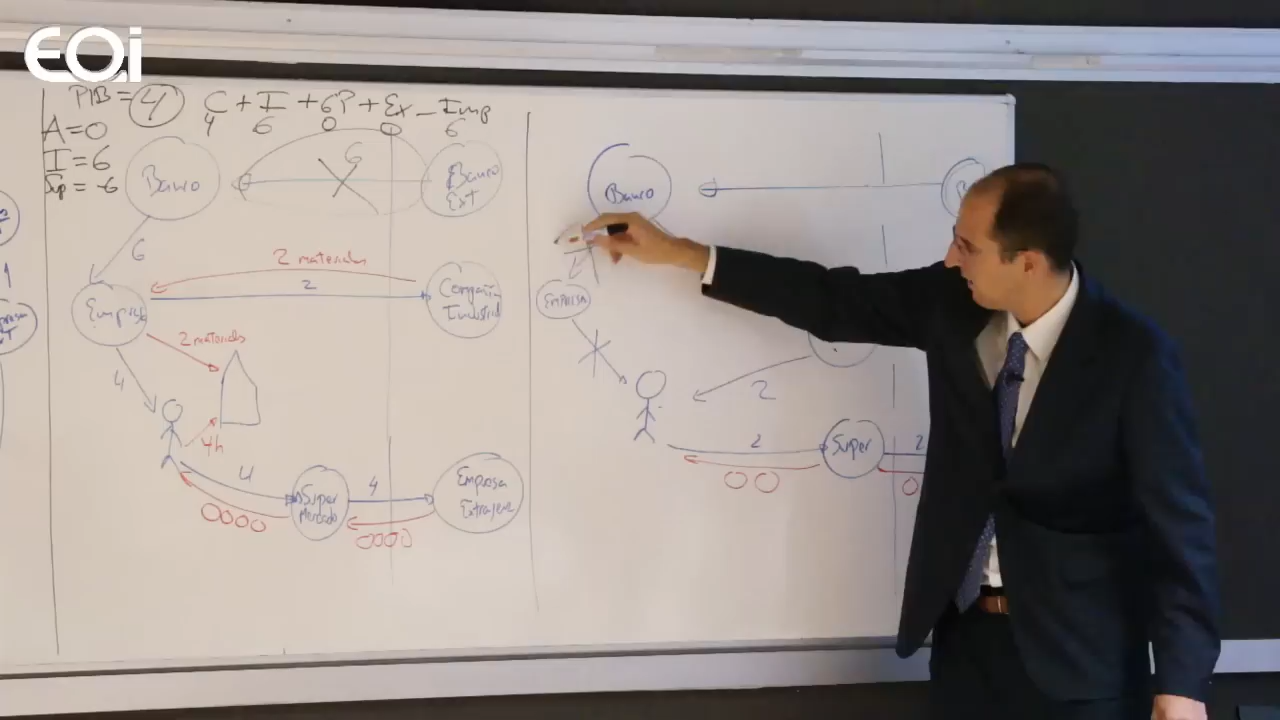 EOi
PIB = 4 C + I + GP + Ex - Imp
4 6 0 0 6
A=0
I=6
Sup = -6
Banco
6
Banco
Ext
6
2 materiales
2
Empresa
Compañía
Industrial
2 materiales
4
4h
4
Super
Mercado
4
Empresa
Extranjera
Banco
Empresa
2
2
Super
2